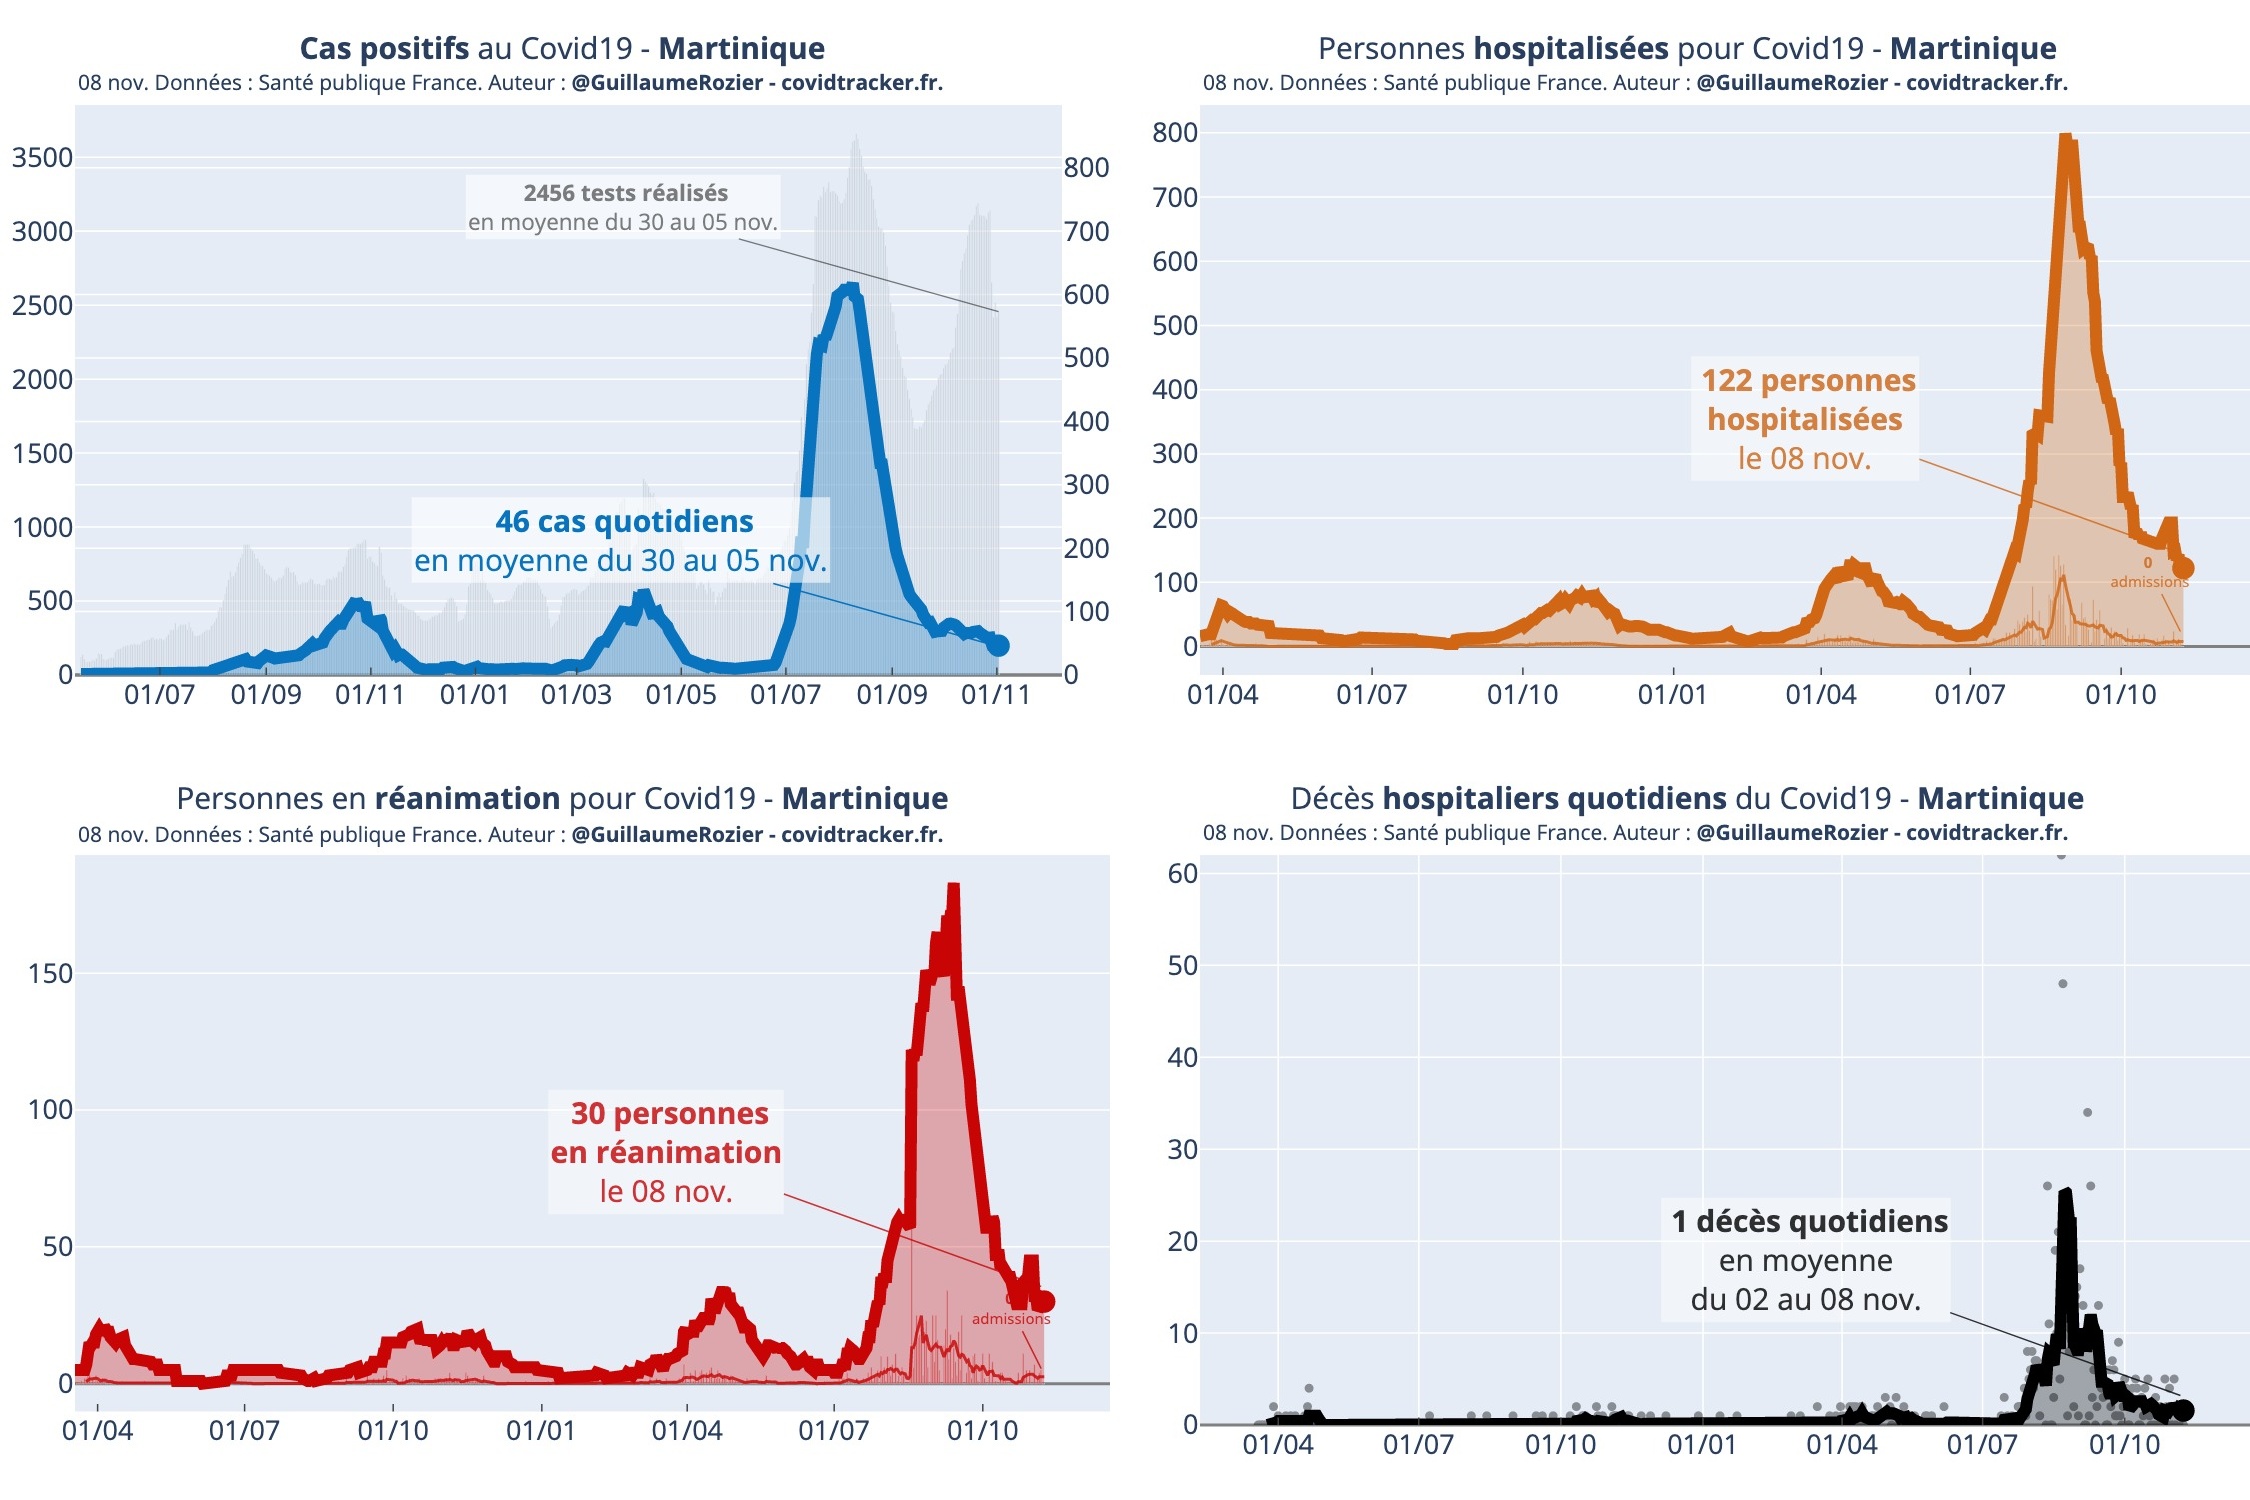 Cas positifs au Covid19 - Martinique
08 nov. Données : Santé publique France. Auteur : @GuillaumeRozier - covidtracker.fr.
3500
3000
2500
2000
1500
1000
500
0
800
700
600
500
400
300
200
100
0
2456 tests réalisés
en moyenne du 30 au 05 nov.
46 cas quotidiens
en moyenne du 30 au 05 nov.
01/07 01/09 01/11 01/01 01/03 01/05 01/07 01/09 01/11
Personnes hospitalisées pour Covid19 - Martinique
08 nov. Données : Santé publique France. Auteur : @GuillaumeRozier - covidtracker.fr.
800
700
600
500
400
300
200
100
0
122 personnes
hospitalisées
le 08 nov.
0
admissions
01/04 01/07 01/10 01/01 01/04 01/07 01/10
Personnes en réanimation pour Covid19 - Martinique
08 nov. Données : Santé publique France. Auteur : @GuillaumeRozier - covidtracker.fr.
150
100
50
0
30 personnes
en réanimation
le 08 nov.
admissions
01/04 01/07 01/10 01/01 01/04 01/07 01/10
Décès hospitaliers quotidiens du Covid19 - Martinique
08 nov. Données : Santé publique France. Auteur : @GuillaumeRozier - covidtracker.fr.
60
50
40
30
20
10
0
1 décès quotidiens
en moyenne
du 02 au 08 nov.
01/04 01/07 01/10 01/01 01/04 01/07 01/10